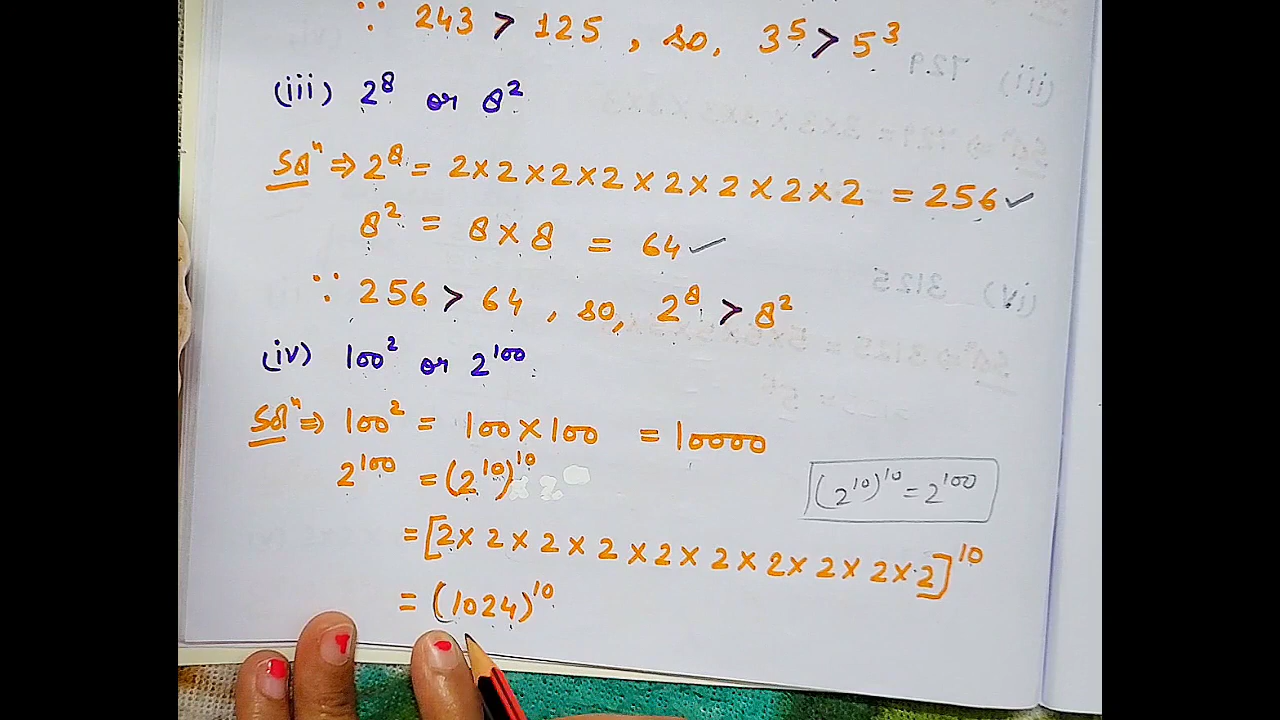 ∵ 243 > 125 , so, 3⁵ > 5³
(iii) 2⁸ or 8²
Solⁿ ⇒ 2⁸ = 2×2×2×2×2×2×2×2 = 256 ✓
8² = 8×8 = 64 ✓
∵ 256 > 64 , so, 2⁸ > 8²
(iv) 100² or 2¹⁰⁰
Solⁿ ⇒ 100² = 100×100 = 10000
2¹⁰⁰ = (2¹⁰)¹⁰
(2¹⁰)¹⁰ = 2¹⁰⁰
= [2×2×2×2×2×2×2×2×2×2]¹⁰
= (1024)¹⁰